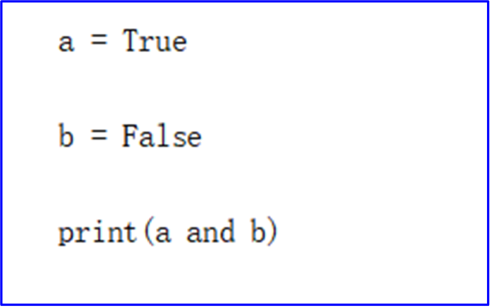 a = True
b = False
print(a and b)